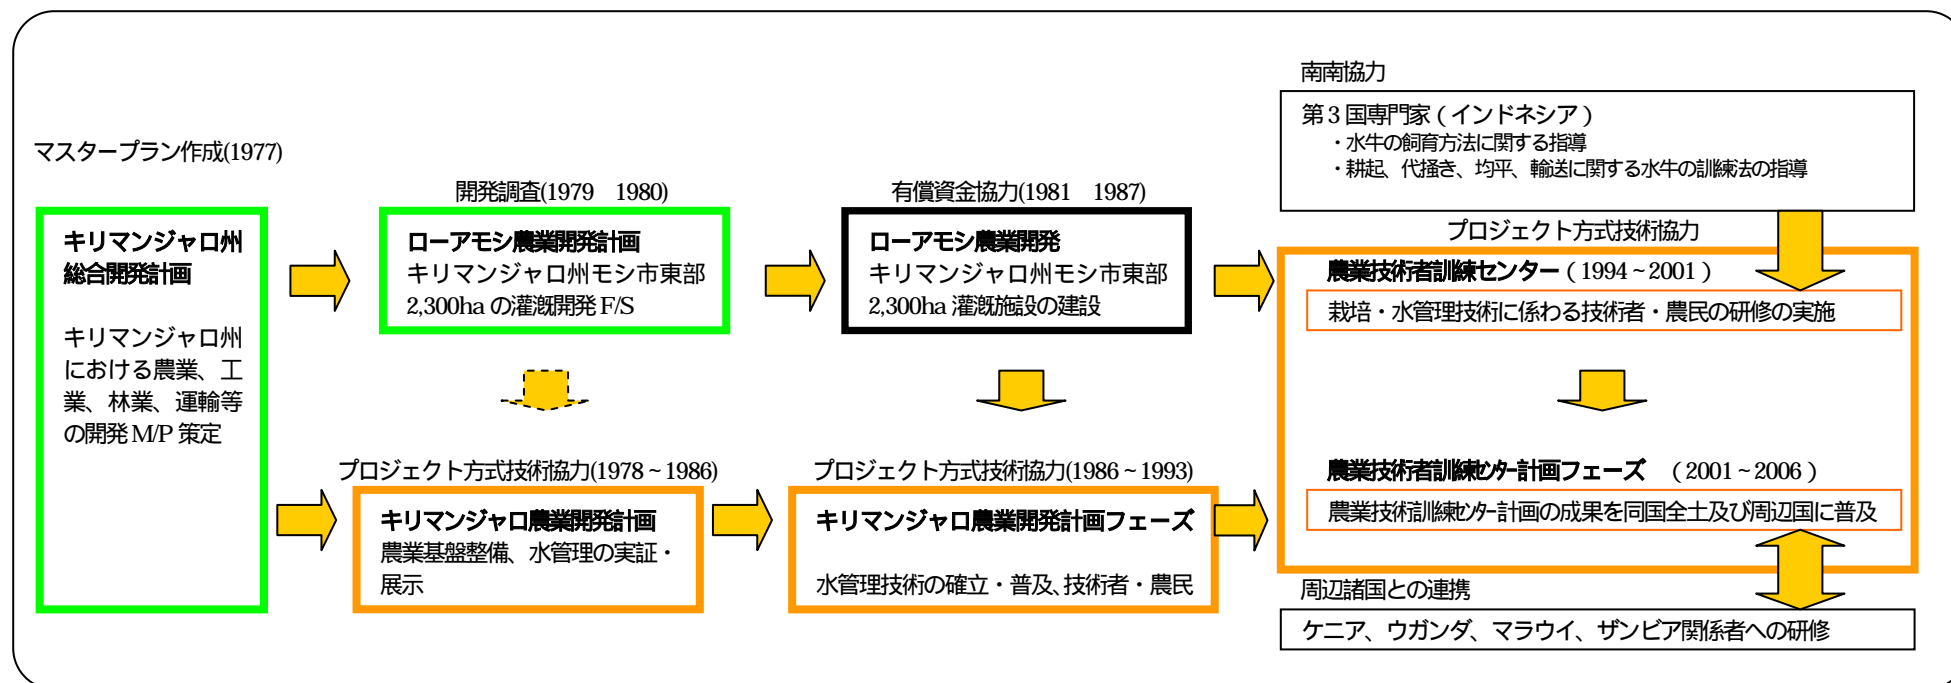 マスタープラン作成(1977)
キリマンジャロ州
総合開発計画
キリマンジャロ州
における農業、工
業、林業、運輸等
の開発 M/P 策定
開発調査(1979　1980)
ローアモシ農業開発計画
キリマンジャロ州モシ市東部
2,300ha の灌漑開発 F/S
有償資金協力(1981　1987)
ローアモシ農業開発
キリマンジャロ州モシ市東部
2,300ha 灌漑施設の建設
プロジェクト方式技術協力(1978～1986)
キリマンジャロ農業開発計画
農業基盤整備、水管理の実証・
展示
プロジェクト方式技術協力(1986～1993)
キリマンジャロ農業開発計画フェーズ
水管理技術の確立・普及、技術者・農民
南南協力
第３国専門家（インドネシア）
・水牛の飼育方法に関する指導
・耕起、代掻き、均平、輸送に関する水牛の訓練法の指導
プロジェクト方式技術協力
農業技術者訓練センター（1994～2001）
栽培・水管理技術に係わる技術者・農民の研修の実施
農業技術者訓練センター計画フェーズ　（2001～2006）
農業技術訓練センター計画の成果を同国全土及び周辺国に普及
周辺諸国との連携
ケニア、ウガンダ、マラウイ、ザンビア関係者への研修